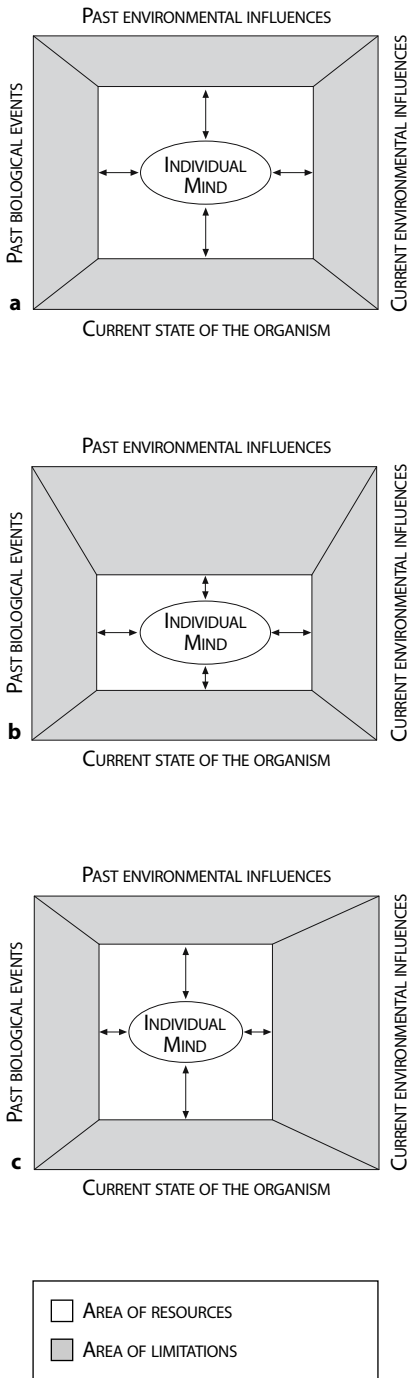 PAST ENVIRONMENTAL INFLUENCES
PAST BIOLOGICAL EVENTS
INDIVIDUAL
MIND
CURRENT ENVIRONMENTAL INFLUENCES
a
CURRENT STATE OF THE ORGANISM
PAST ENVIRONMENTAL INFLUENCES
PAST BIOLOGICAL EVENTS
INDIVIDUAL
MIND
CURRENT ENVIRONMENTAL INFLUENCES
b
CURRENT STATE OF THE ORGANISM
PAST ENVIRONMENTAL INFLUENCES
PAST BIOLOGICAL EVENTS
INDIVIDUAL
MIND
CURRENT ENVIRONMENTAL INFLUENCES
c
CURRENT STATE OF THE ORGANISM
AREA OF RESOURCES
AREA OF LIMITATIONS